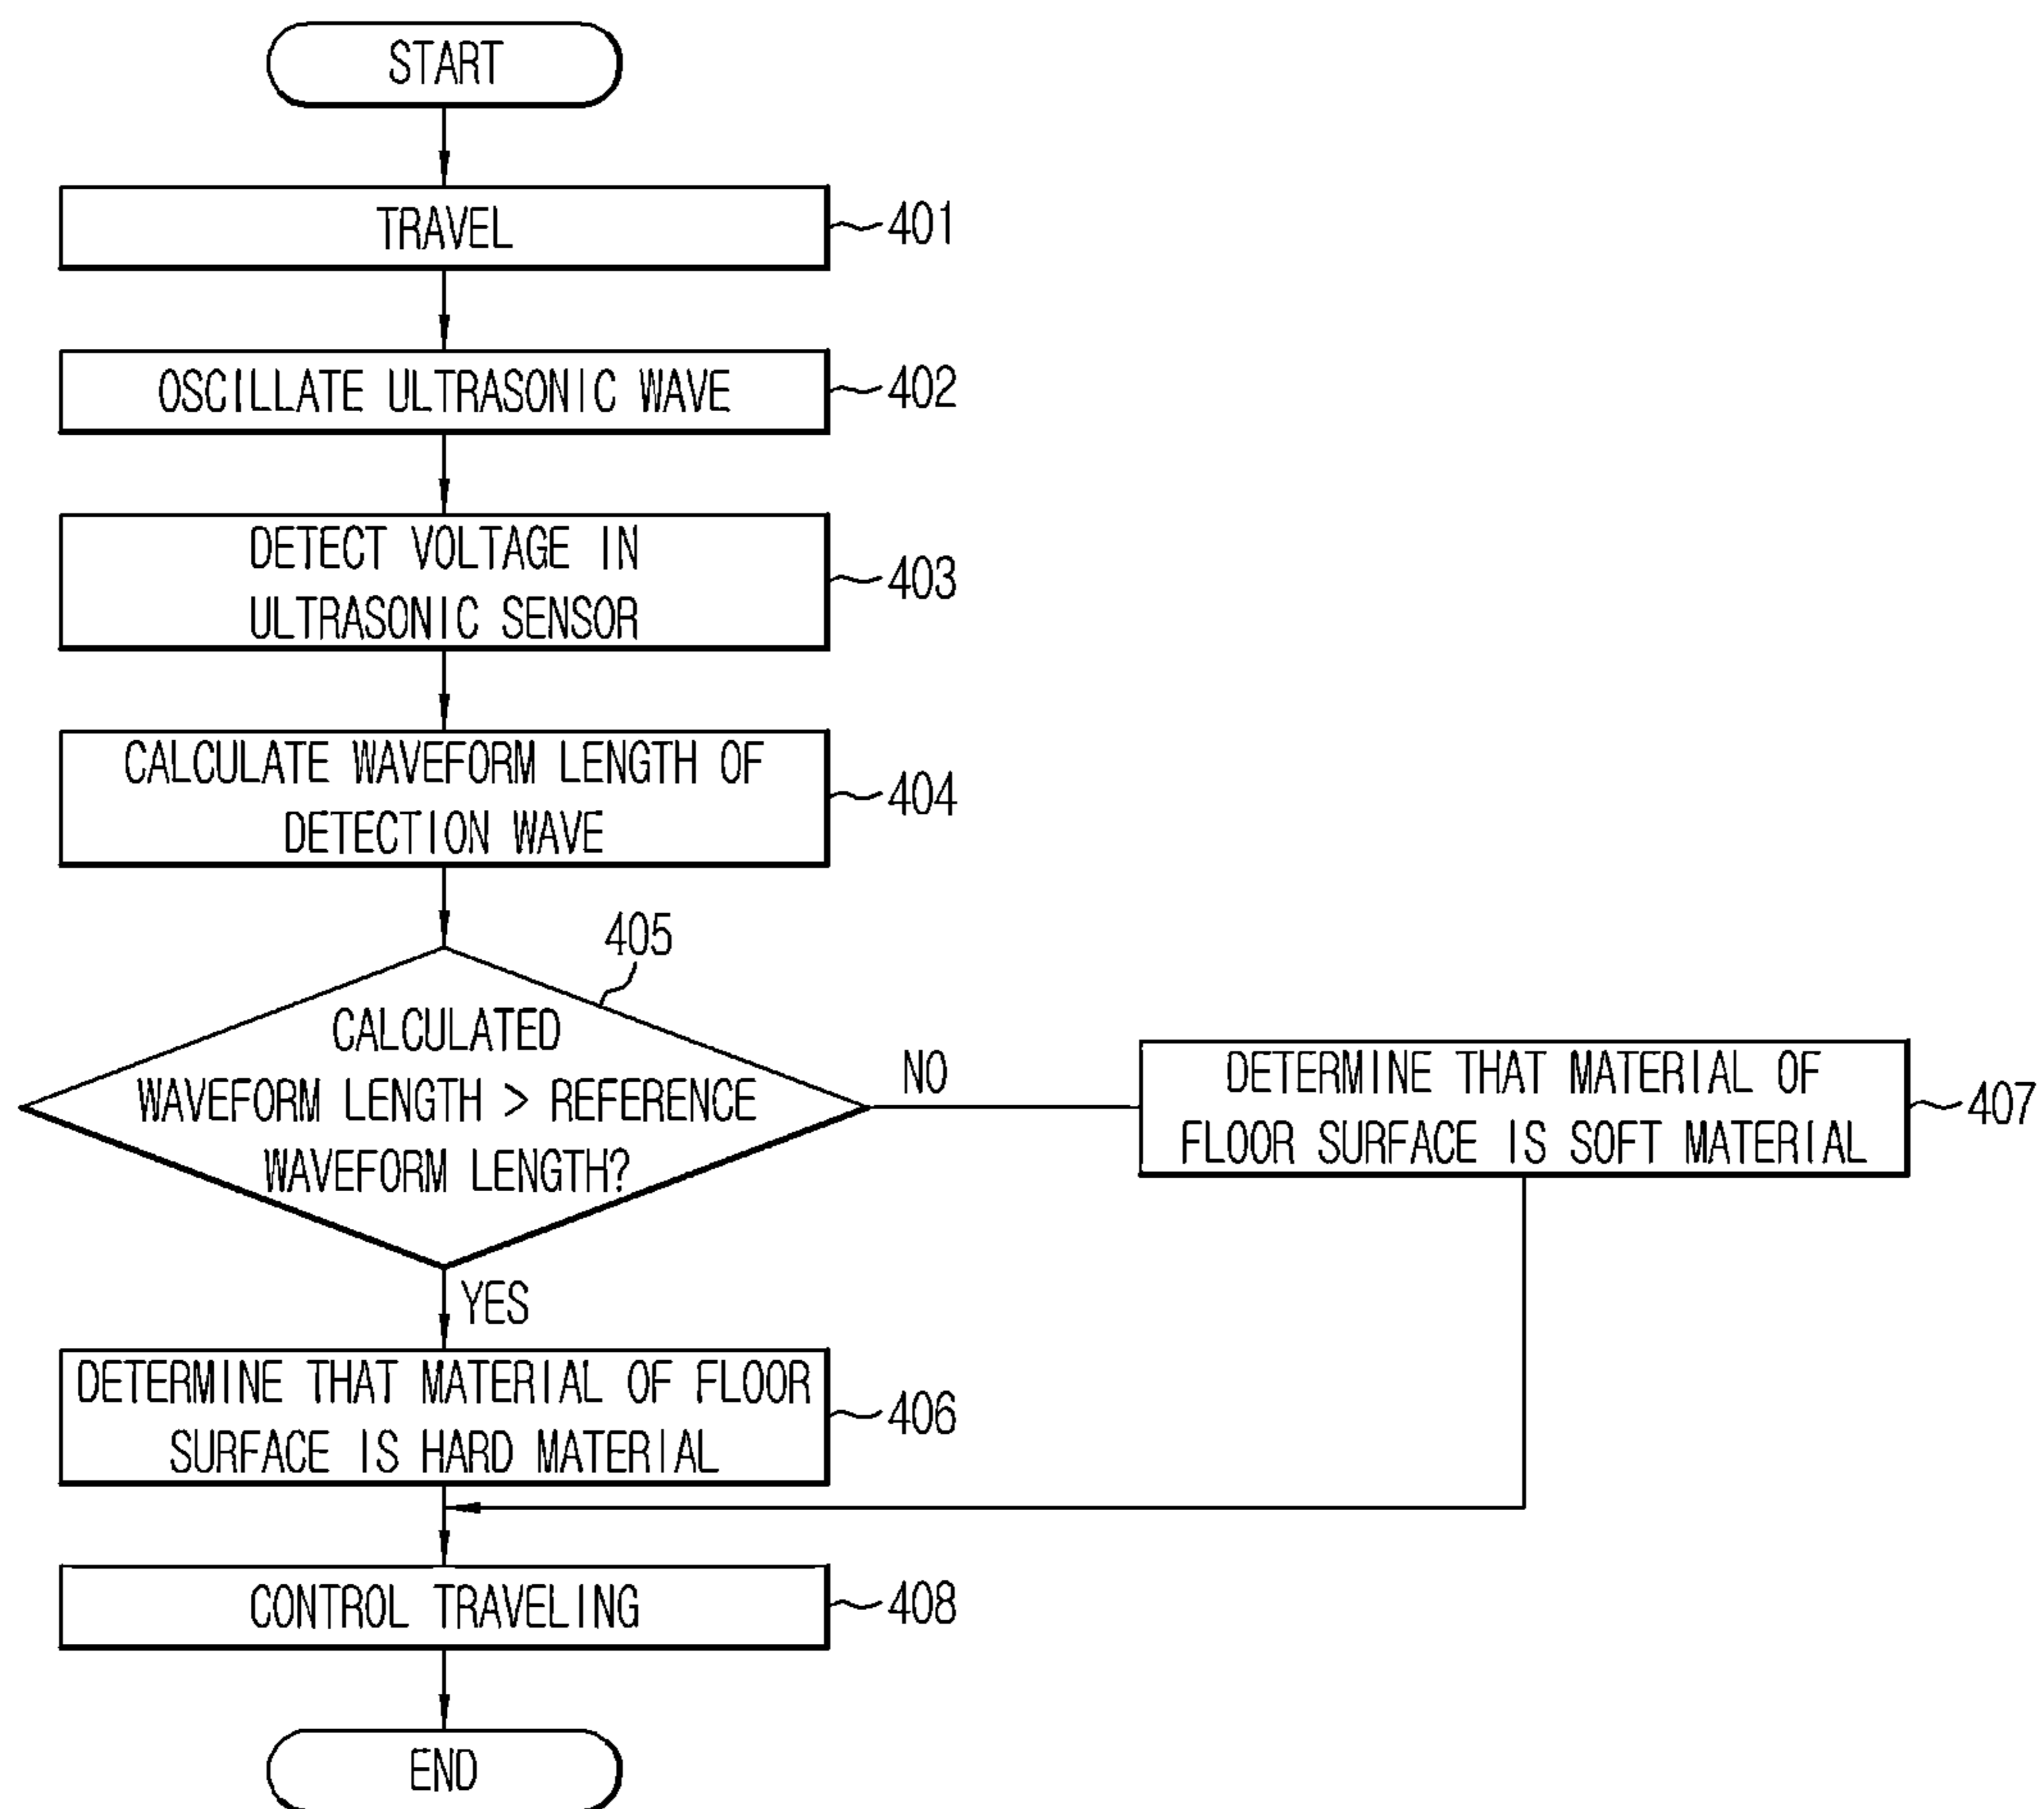 START
TRAVEL
401
OSCILLATE ULTRASONIC WAVE
402
DETECT VOLTAGE IN
ULTRASONIC SENSOR
403
CALCULATE WAVEFORM LENGTH OF
DETECTION WAVE
404
405
CALCULATED
WAVEFORM LENGTH > REFERENCE
WAVEFORM LENGTH?
NO
DETERMINE THAT MATERIAL OF
FLOOR SURFACE IS SOFT MATERIAL
407
YES
DETERMINE THAT MATERIAL OF FLOOR
SURFACE IS HARD MATERIAL
406
CONTROL TRAVELING
408
END